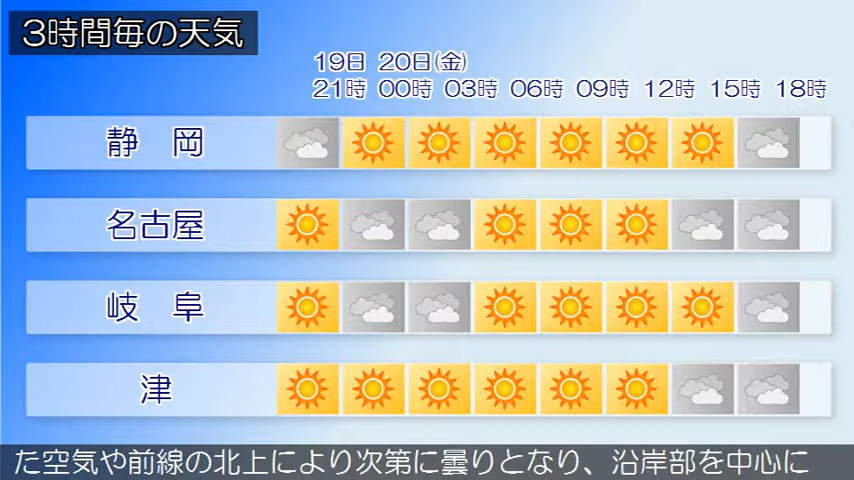 3時間毎の天気
19日 20日(金)
21時 00時 03時 06時 09時 12時 15時 18時
静 岡
名古屋
岐 阜
津
た空気や前線の北上により次第に曇りとなり、沿岸部を中心に